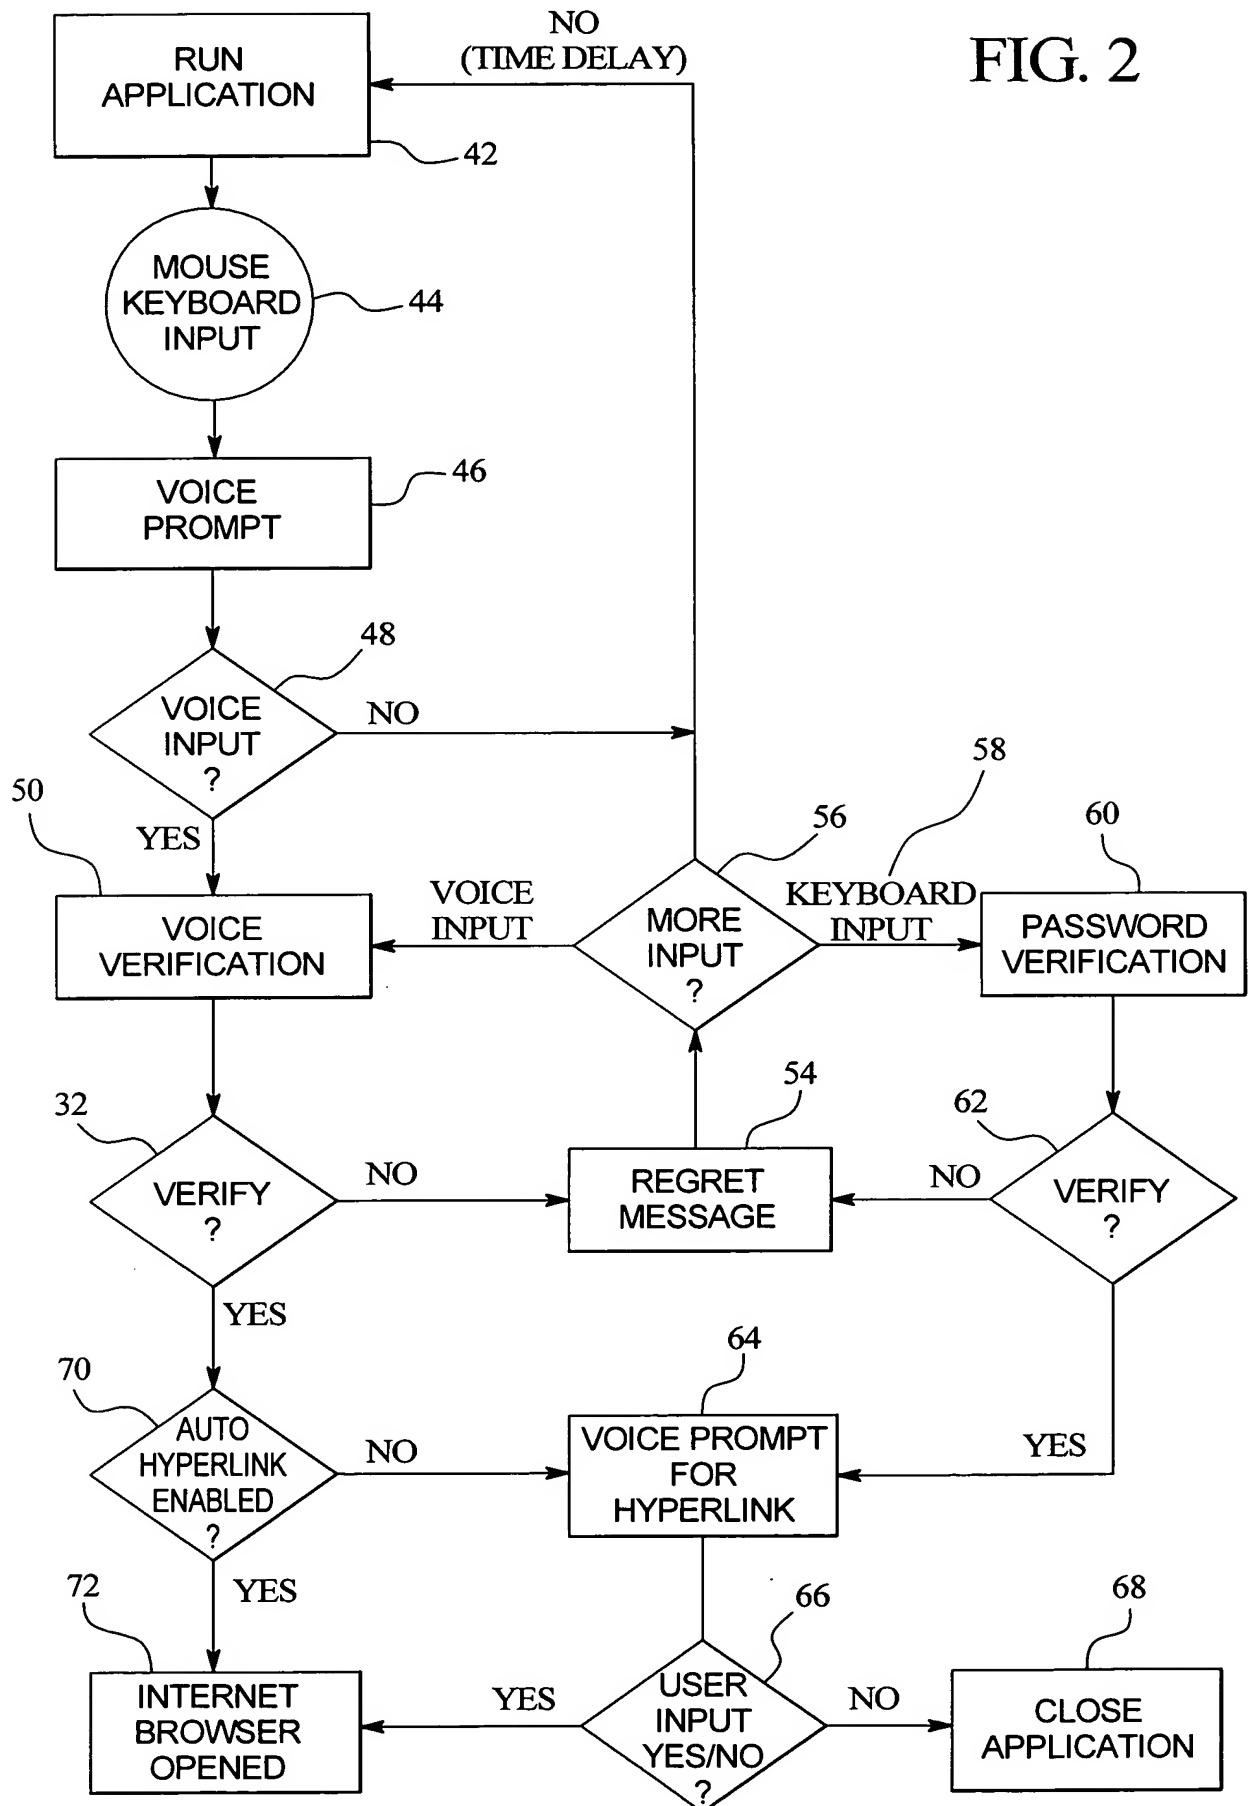 NO
(TIME DELAY)
FIG. 2
RUN
APPLICATION
42
MOUSE
KEYBOARD
INPUT
44
VOICE
PROMPT
46
48
VOICE
INPUT
?
NO
YES
50
VOICE
VERIFICATION
VOICE
INPUT
56
MORE
INPUT
?
58
KEYBOARD
INPUT
60
PASSWORD
VERIFICATION
32
VERIFY
?
NO
54
REGRET
MESSAGE
NO
62
VERIFY
?
YES
70
AUTO
HYPERLINK
ENABLED
?
NO
64
VOICE PROMPT
FOR
HYPERLINK
YES
YES
72
INTERNET
BROWSER
OPENED
YES
66
USER
INPUT
YES/NO
?
NO
68
CLOSE
APPLICATION